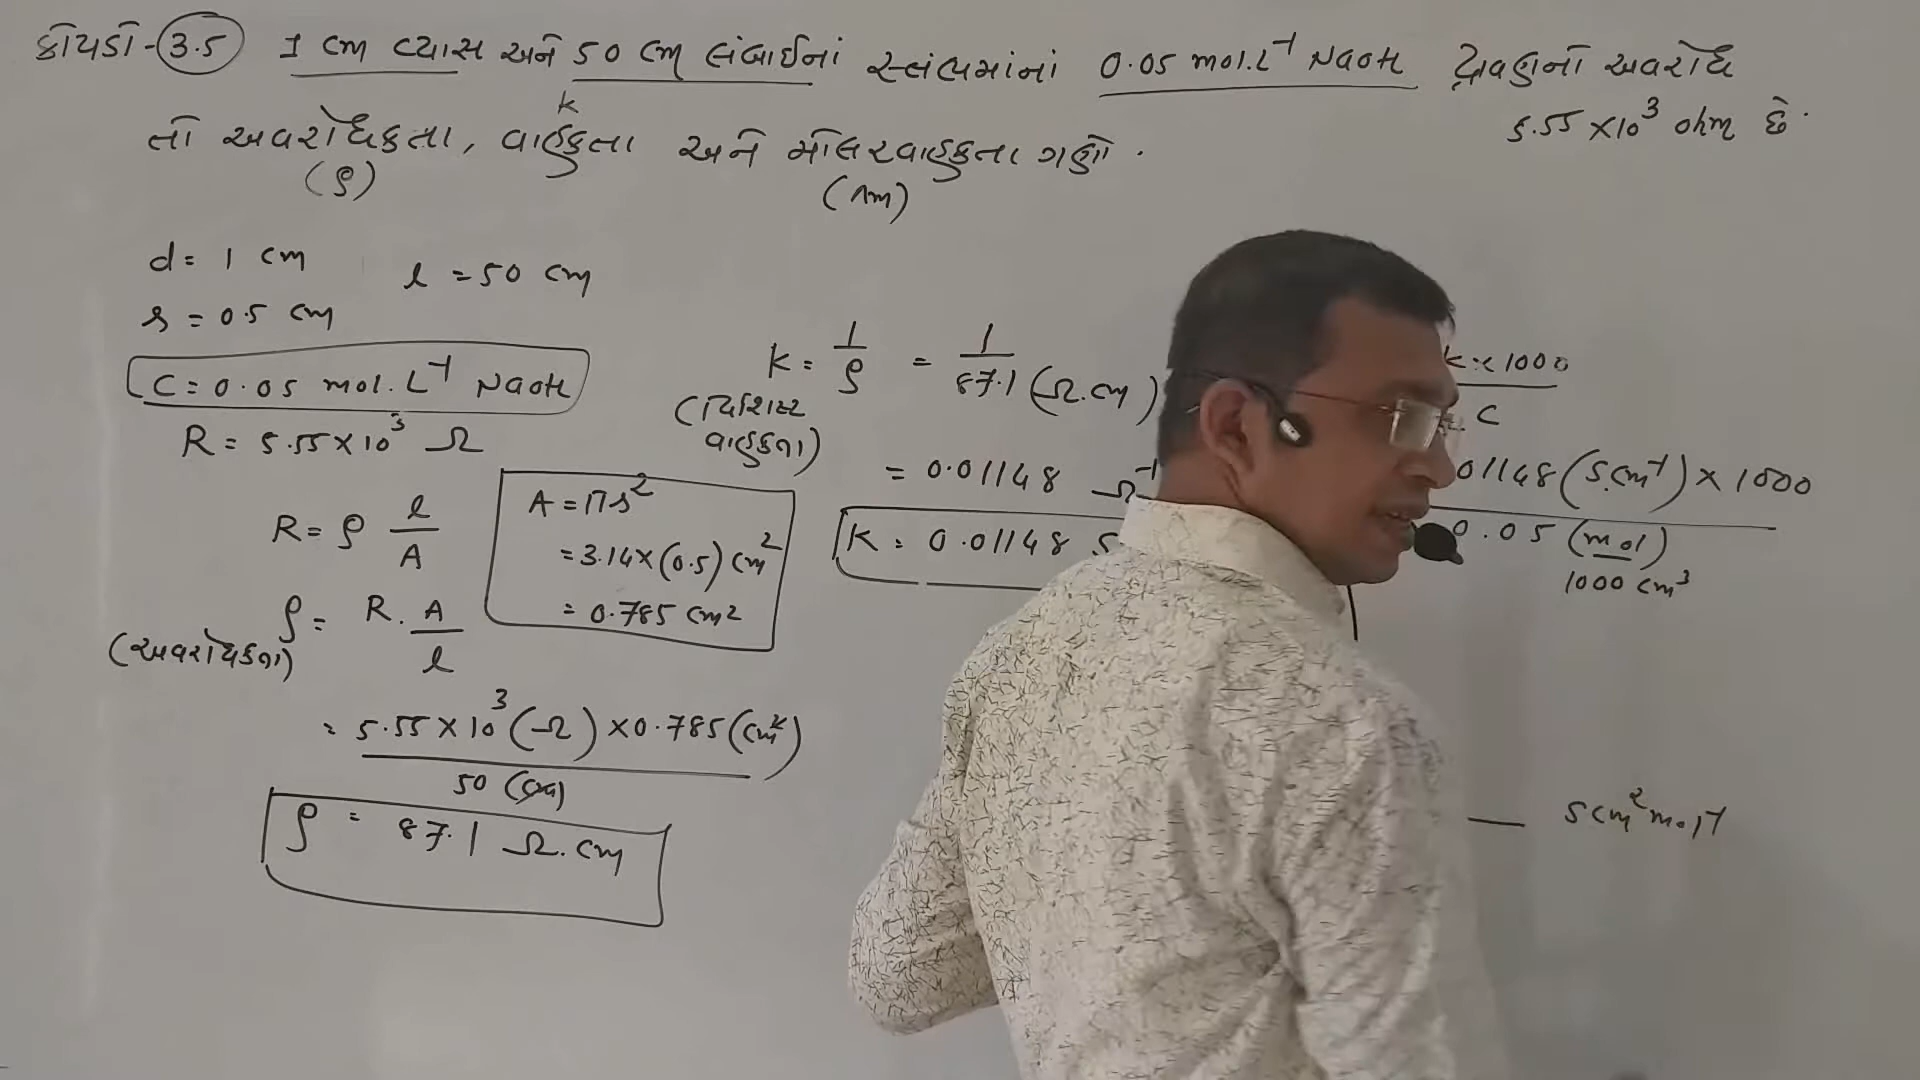 કોયડો-3.5 1 cm વ્યાસ અને 50 cm લંબાઈનાં સ્તંભમાંનાં 0.05 mol.L⁻¹ NaOH દ્રાવણનો અવરોધ
5.55 × 10³ ohm છે.
k
તો અવરોધકતા, વાહકતા અને મોલરવાહકતા ગણો.
(ρ) (Λm)
d = 1 cm l = 50 cm
r = 0.5 cm
C = 0.05 mol.L⁻¹ NaOH
R = 5.55 × 10³ Ω
R = ρ l/A
ρ = R. A/l
(અવરોધકતા)
= 5.55 × 10³ (Ω) × 0.785 (cm²)
50 (cm)
ρ = 87.1 Ω.cm
A = πr²
= 3.14 × (0.5) cm²
= 0.785 cm²
K = 1/ρ = 1/87.1 (Ω.cm)
(વિશિષ્ટ
વાહકતા)
= 0.01148 Ω⁻¹
K = 0.01148 S
K × 1000
C
01148 (S.cm⁻¹) × 1000
0.05 (mol)
1000 cm³
— S cm² mol⁻¹